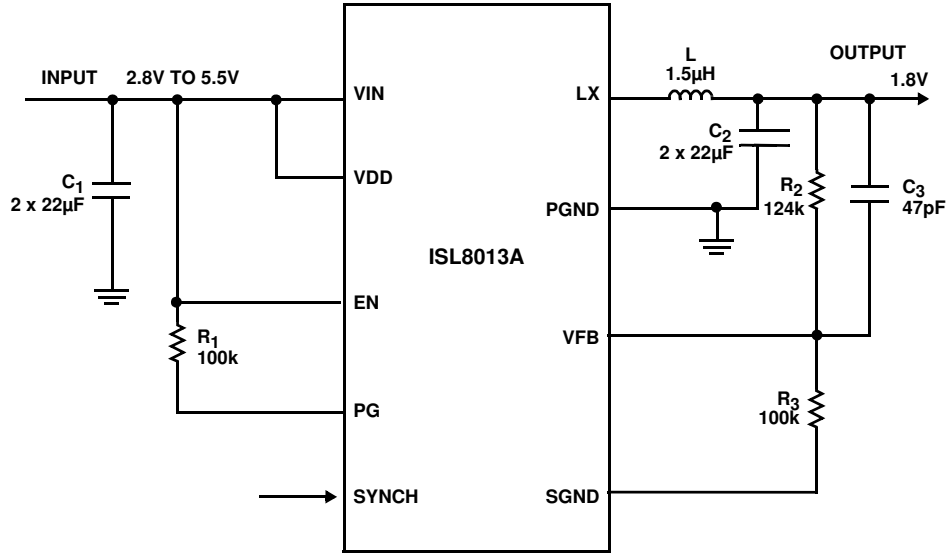 INPUT 2.8V TO 5.5V
C1
2 x 22µF
R1
100k
VIN
VDD
EN
PG
SYNCH
ISL8013A
LX
PGND
VFB
SGND
L
1.5µH
OUTPUT
1.8V
C2
2 x 22µF
R2
124k
C3
47pF
R3
100k